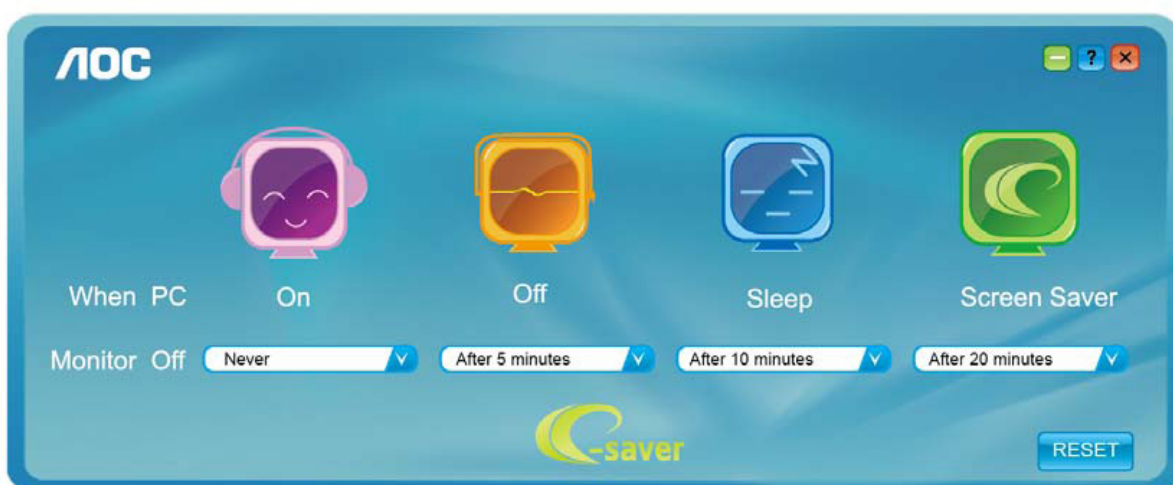 AOC
?
When PC On Off Sleep Screen Saver
Monitor Off Never After 5 minutes After 10 minutes After 20 minutes
e-saver
RESET